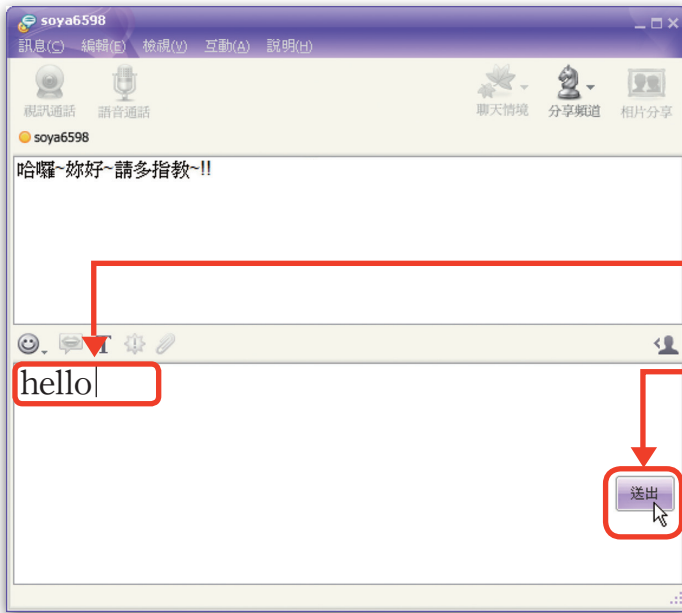 soya6598
訊息(C) 編輯(E) 檢視(V) 互動(A) 說明(H)
視訊通話 語音通話 聊天情境 分享頻道 相片分享
soya6598
哈囉~妳好~請多指教~!!
T
hello
送出